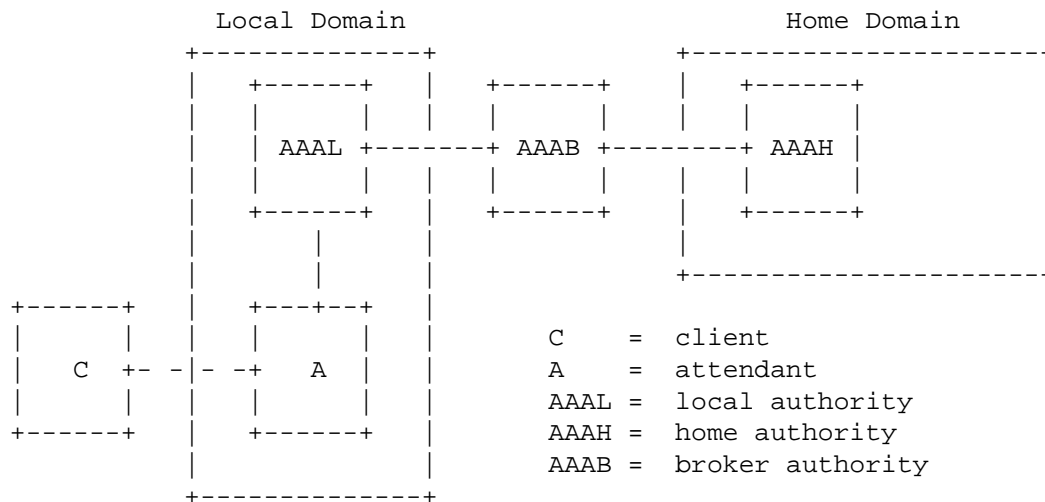 Local Domain Home Domain
AAAL AAAB AAAH
C = client
C A A = attendant
AAAL = local authority
AAAH = home authority
AAAB = broker authority